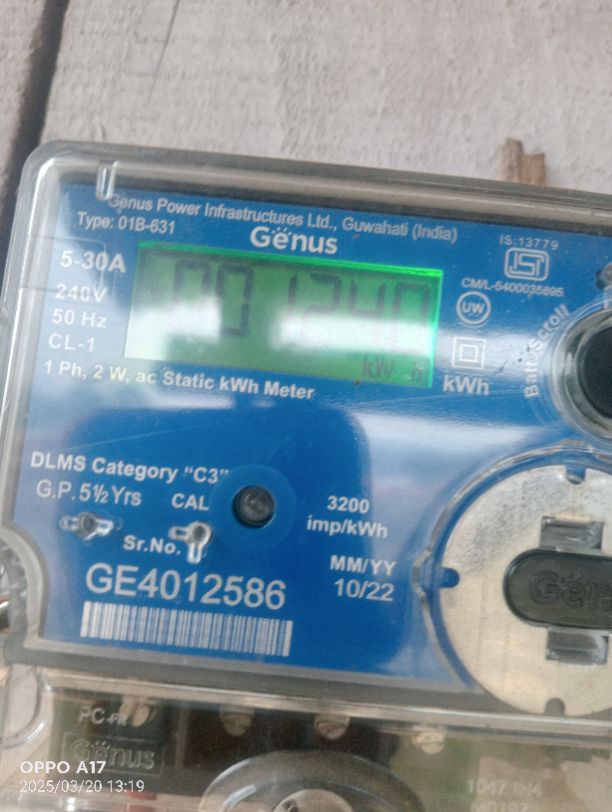 Genus Power Infrastructures Ltd., Guwahati (India)
Type: 01B-631
Genus
IS:13779
5-30A
001240
CM/L-5400035895
240V
UW
50 Hz
CL-1
kW h
kWh
Batt./Scroll
1 Ph, 2 W, ac Static kWh Meter
DLMS Category "C3"
G.P. 5½ Yrs
CAL
3200
imp/kWh
Sr.No.
MM/YY
10/22
GE4012586
Genus
OPPO A17
2025/03/20 13:19